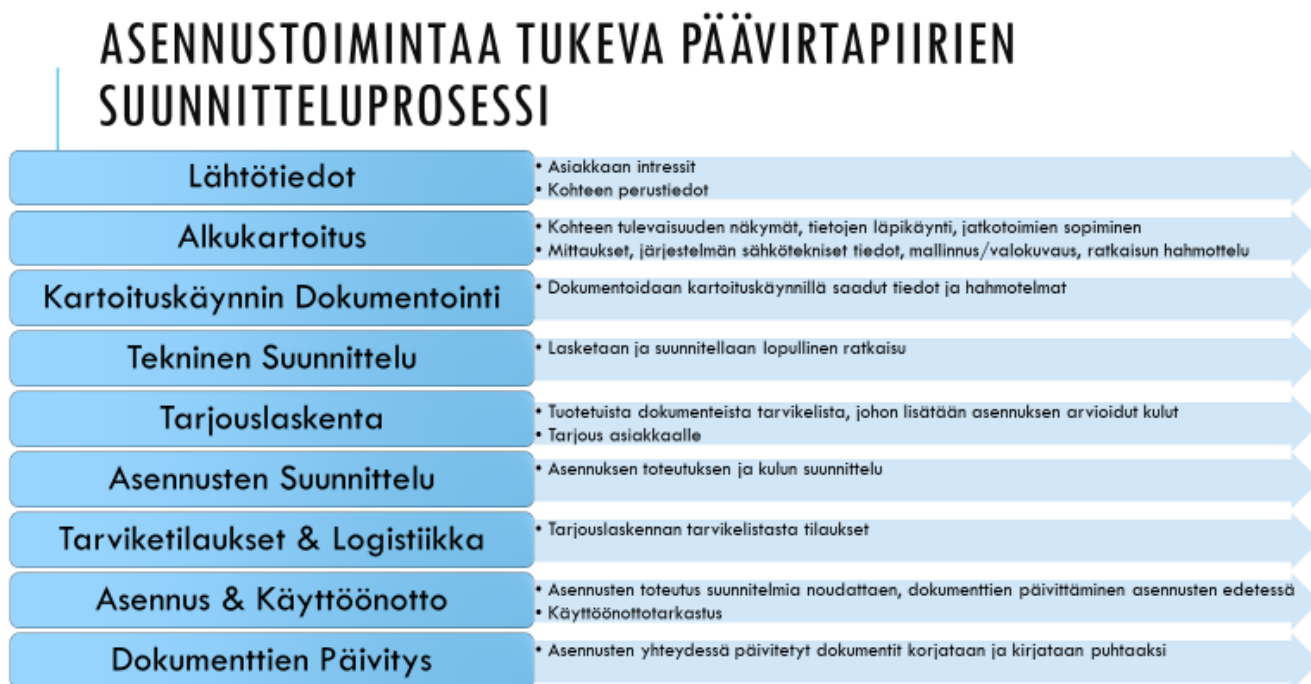 ASENNUSTOIMINTAA TUKEVA PÄÄVIRTAPIIRIEN
SUUNNITTELUPROSESSI
Lähtötiedot
• Asiakkaan intressit
• Kohteen perustiedot
Alkukartoitus
• Kohteen tulevaisuuden näkymät, tietojen läpikäynti, jatkotoimien sopiminen
• Mittaukset, järjestelmän sähkötekniset tiedot, mallinnus/valokuvaus, ratkaisun hahmottelu
Kartoituskäynnin Dokumentointi
• Dokumentoidaan kartoituskäynnillä saadut tiedot ja hahmotelmat
Tekninen Suunnittelu
• Lasketaan ja suunnitellaan lopullinen ratkaisu
Tarjouslaskenta
• Tuotetuista dokumenteista tarvikelista, johon lisätään asennuksen arvioidut kulut
• Tarjous asiakkaalle
Asennusten Suunnittelu
• Asennuksen toteutuksen ja kulun suunnittelu
Tarviketilaukset & Logistiikka
• Tarjouslaskennan tarvikelistasta tilaukset
Asennus & Käyttöönotto
• Asennusten toteutus suunnitelmia noudattaen, dokumenttien päivittäminen asennusten edetessä
• Käyttöönottotarkastus
Dokumenttien Päivitys
• Asennusten yhteydessä päivitetyt dokumentit korjataan ja kirjataan puhtaaksi